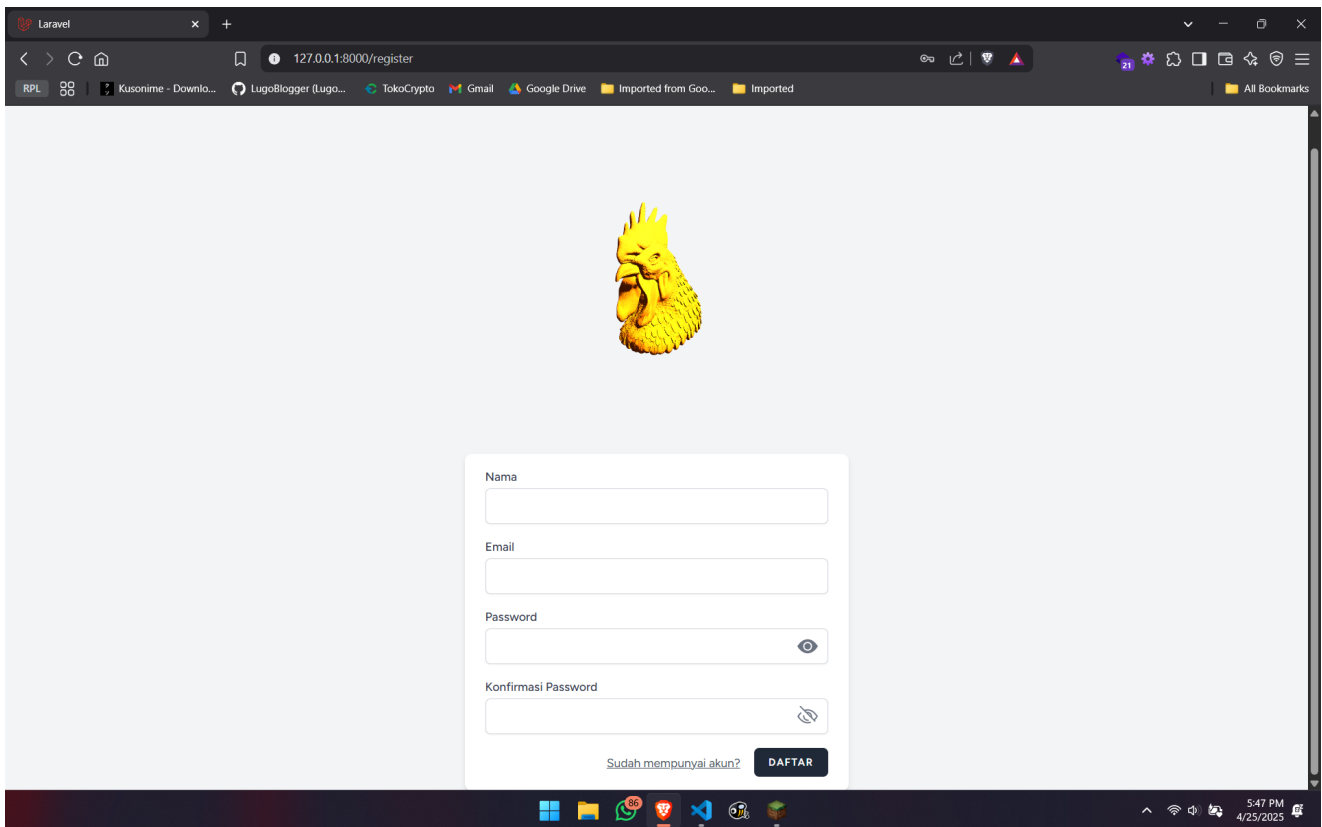 Laravel
127.0.0.1:8000/register
21
RPL
Kusonime - Downlo...
LugoBlogger (Lugo...
TokoCrypto
Gmail
Google Drive
Imported from Goo...
Imported
All Bookmarks
Nama
Email
Password
Konfirmasi Password
Sudah mempunyai akun?
DAFTAR
86
5:47 PM
4/25/2025